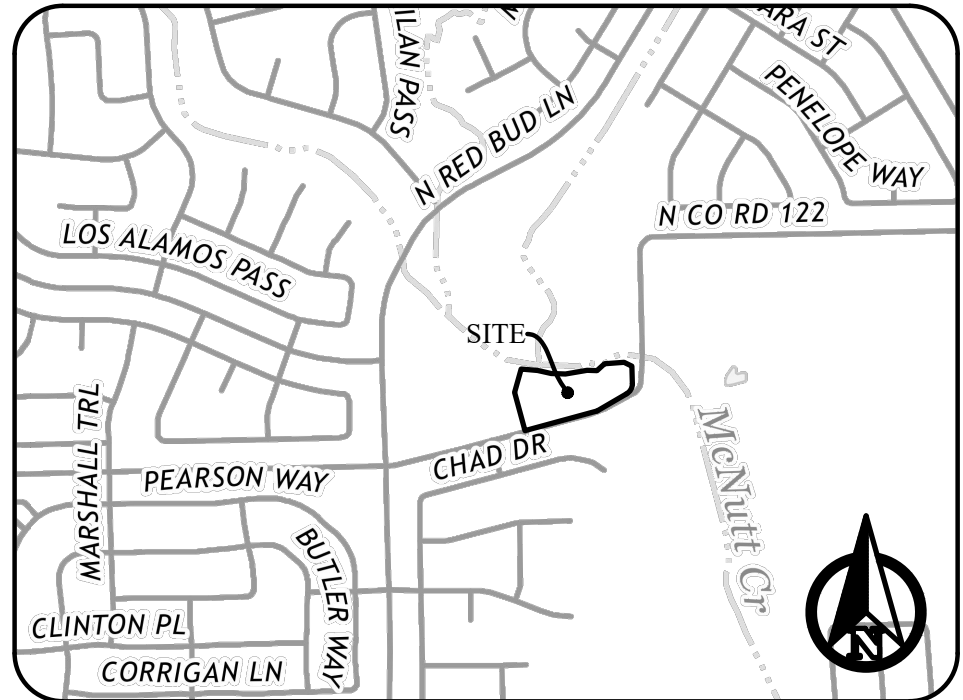 ILAN PASS
ARA ST
PENELOPE WAY
N RED BUD LN
N CO RD 122
LOS ALAMOS PASS
SITE
MARSHALL TRL
McNutt Cr
CHAD DR
PEARSON WAY
BUTLER WAY
CLINTON PL
CORRIGAN LN
N